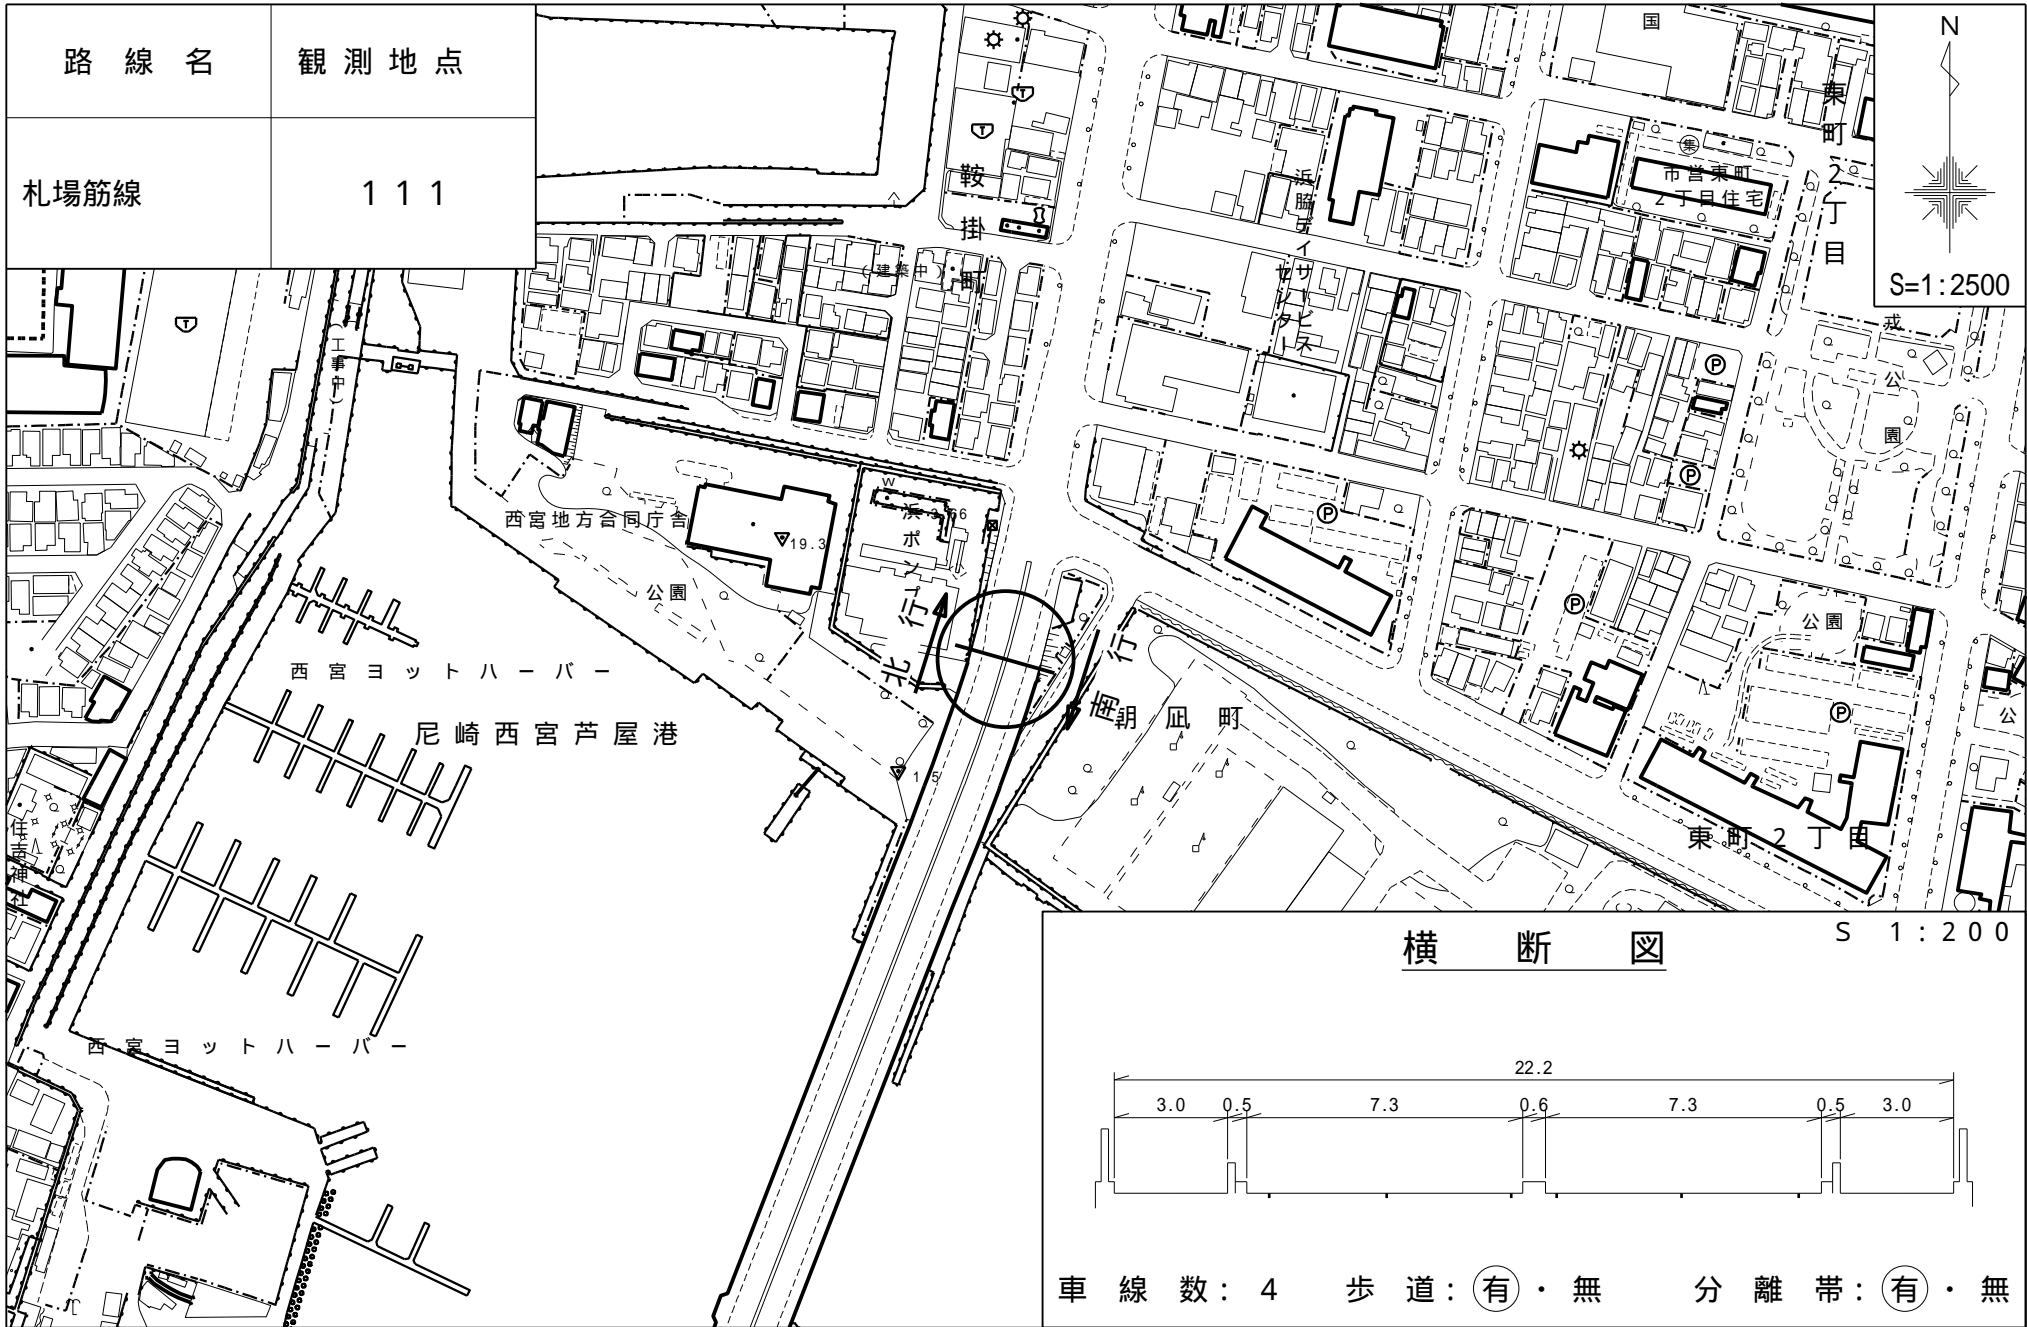 路線名
観測地点
札場筋線
111
N
S=1:2500
国
東町2丁目
集
市営東町
2丁目住宅
鞍掛町
浜脇デイサービス
センター
(建築中)
(工事中)
戎公園
P
P
P
P
P
西宮地方合同庁舎
19.3
W
3.66
浜ポンプ
公園
北行
南行
朝凪町
公園
公
西宮ヨットハーバー
尼崎西宮芦屋港
1.5
住吉神社
東町2丁目
西宮ヨットハーバー
横断図
S 1:200
22.2
3.0 0.5 7.3 0.6 7.3 0.5 3.0
車線数:4 歩道:有・無 分離帯:有・無